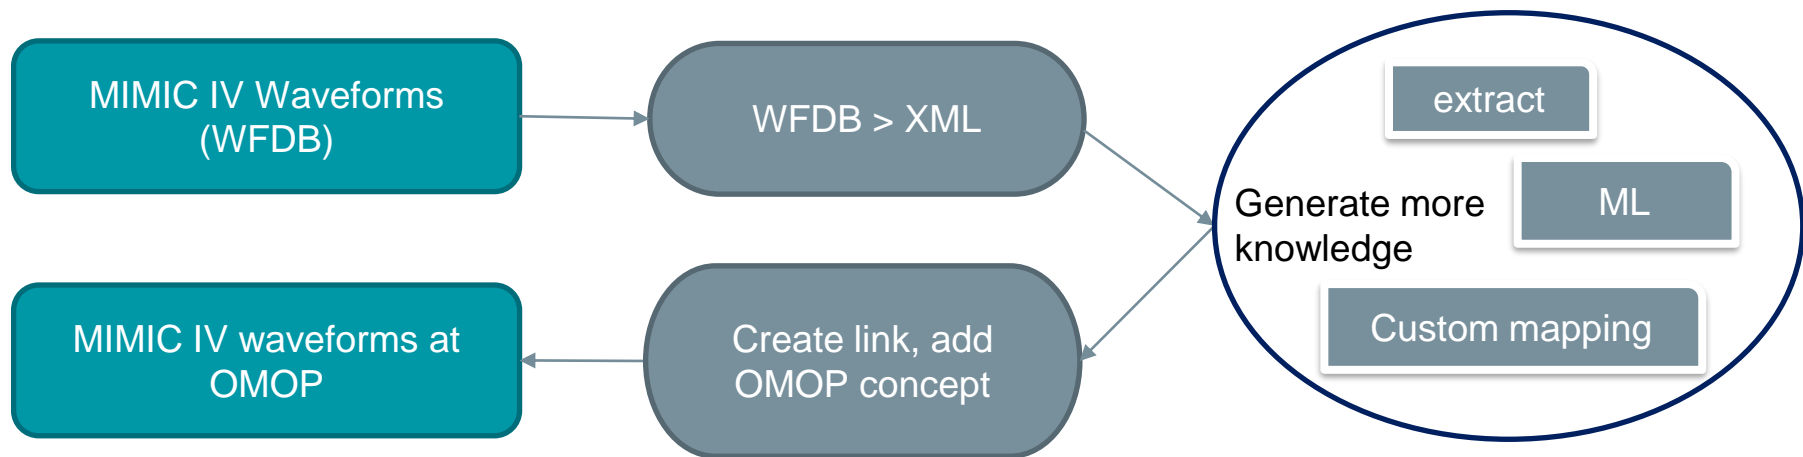 MIMIC IV Waveforms
(WFDB)
WFDB > XML
extract
ML
Generate more
knowledge
Custom mapping
Create link, add
OMOP concept
MIMIC IV waveforms at
OMOP